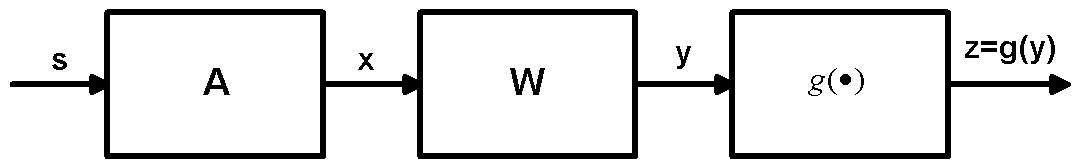 s A x W y g(•) z=g(y)